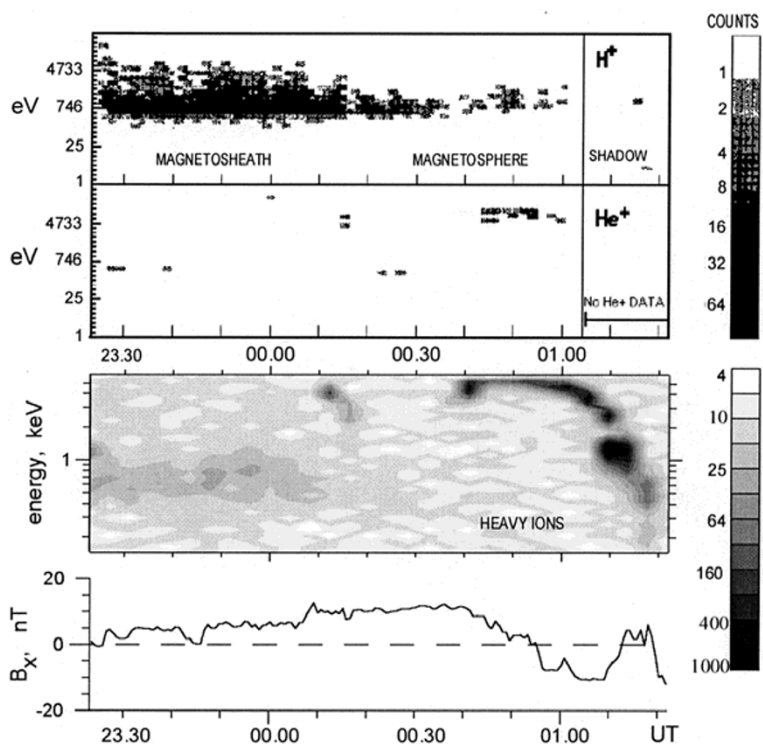 COUNTS
H+
4733
eV
746
25
1
MAGNETOSHEATH
MAGNETOSPHERE
SHADOW
1
2
4
8
16
32
64
He+
4733
eV
746
25
1
No He+ DATA
23.30
00.00
00.30
01.00
energy, keV
1
HEAVY IONS
4
10
25
64
160
400
1000
Bx, nT
20
0
-20
23.30
00.00
00.30
01.00
UT